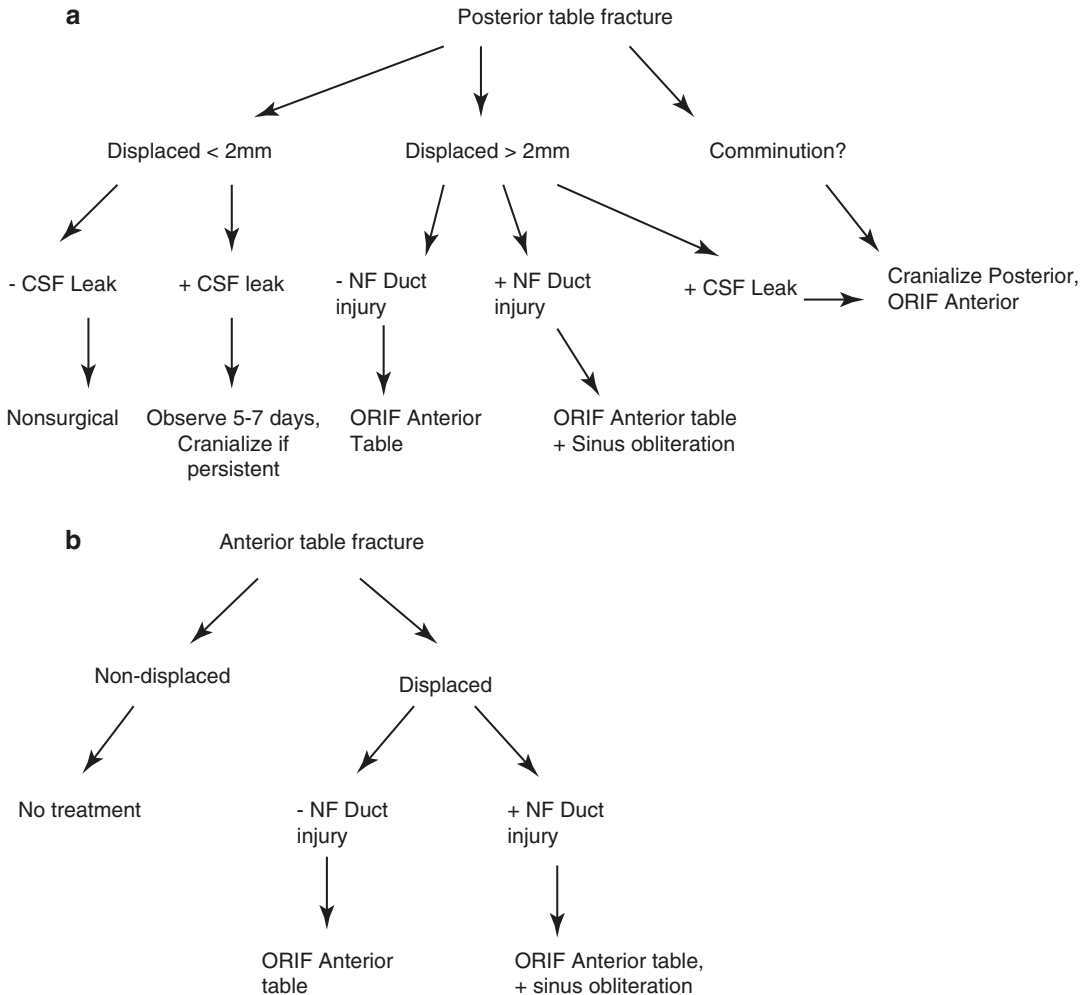 a
Posterior table fracture
Displaced < 2mm
Displaced > 2mm
Comminution?
- CSF Leak
+ CSF leak
- NF Duct
injury
+ NF Duct
injury
+ CSF Leak
Cranialize Posterior,
ORIF Anterior
Nonsurgical
Observe 5-7 days,
Cranialize if
persistent
ORIF Anterior
Table
ORIF Anterior table
+ Sinus obliteration
b
Anterior table fracture
Non-displaced
Displaced
No treatment
- NF Duct
injury
+ NF Duct
injury
ORIF Anterior
table
ORIF Anterior table,
+ sinus obliteration